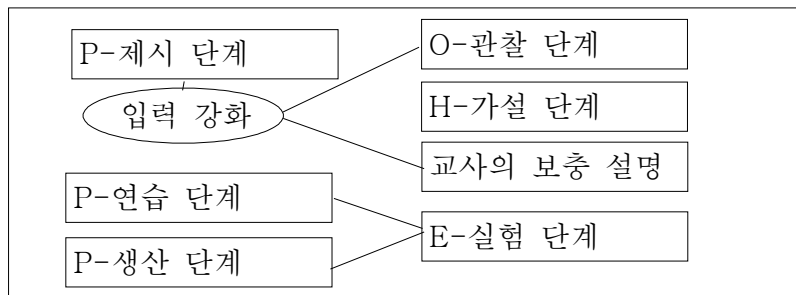 P-제시 단계
입력 강화
P-연습 단계
P-생산 단계
O-관찰 단계
H-가설 단계
교사의 보충 설명
E-실험 단계